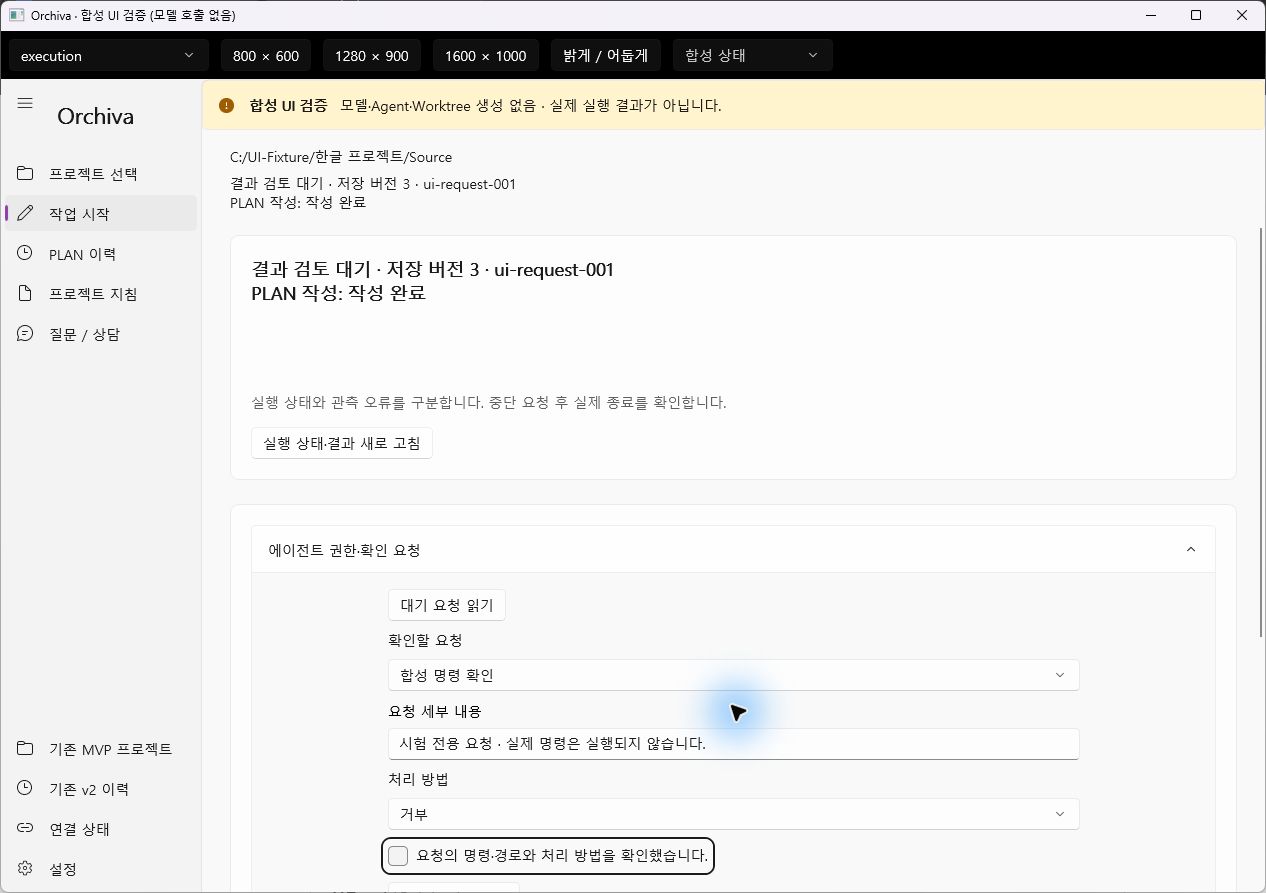 Orchiva · 합성 UI 검증 (모델 호출 없음)
execution
800 × 600
1280 × 900
1600 × 1000
밝게 / 어둡게
합성 상태
Orchiva
프로젝트 선택
작업 시작
PLAN 이력
프로젝트 지침
질문 / 상담
기존 MVP 프로젝트
기존 v2 이력
연결 상태
설정
합성 UI 검증 모델·Agent·Worktree 생성 없음 · 실제 실행 결과가 아닙니다.
C:/UI-Fixture/한글 프로젝트/Source
결과 검토 대기 · 저장 버전 3 · ui-request-001
PLAN 작성: 작성 완료
결과 검토 대기 · 저장 버전 3 · ui-request-001
PLAN 작성: 작성 완료
실행 상태와 관측 오류를 구분합니다. 중단 요청 후 실제 종료를 확인합니다.
실행 상태·결과 새로 고침
에이전트 권한·확인 요청
대기 요청 읽기
확인할 요청
합성 명령 확인
요청 세부 내용
시험 전용 요청 · 실제 명령은 실행되지 않습니다.
처리 방법
거부
요청의 명령·경로와 처리 방법을 확인했습니다.